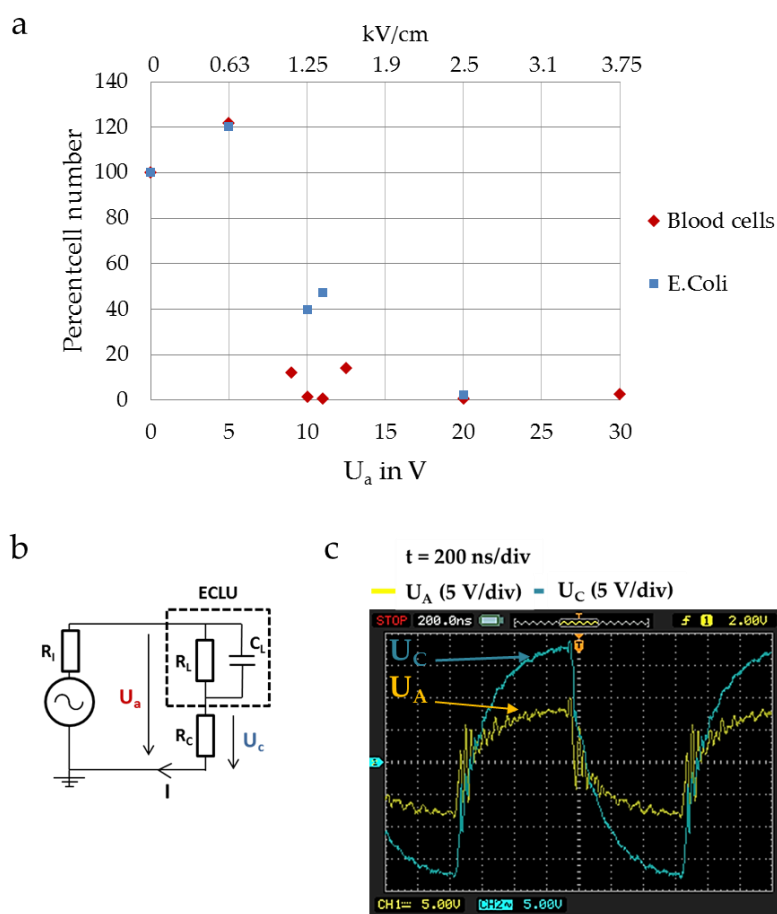 a
kV/cm
0 0.63 1.25 1.9 2.5 3.1 3.75
140
120
100
80
60
40
20
0
Percentcell number
0 5 10 15 20 25 30
Ua in V
Blood cells
E.Coli
b
ECLU
RI
RL
CL
Ua
RC
Uc
I
c
t = 200 ns/div
UA (5 V/div) UC (5 V/div)
STOP 200.0ns T f 1 2.00V
UC
T
UA
1
CH1 5.00V CH2~ 5.00V